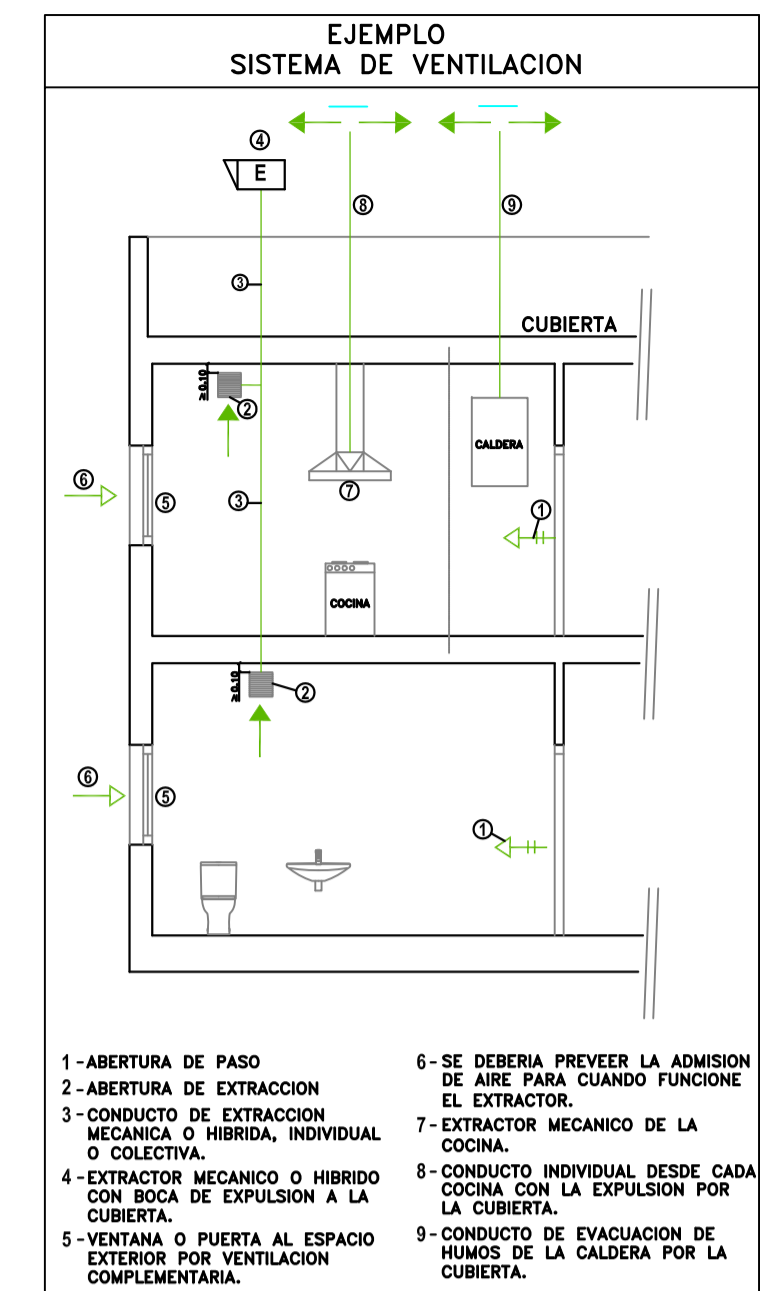 EJEMPLO
SISTEMA DE VENTILACION
4
E
8
9
3
CUBIERTA
≥0.10
2
CALDERA
6
5
3
7
1
COCINA
≥0.10
2
6
5
1
1 - ABERTURA DE PASO
2 - ABERTURA DE EXTRACCION
3 - CONDUCTO DE EXTRACCION
MECANICA O HIBRIDA, INDIVIDUAL
O COLECTIVA.
4 - EXTRACTOR MECANICO O HIBRIDO
CON BOCA DE EXPULSION A LA
CUBIERTA.
5 - VENTANA O PUERTA AL ESPACIO
EXTERIOR POR VENTILACION
COMPLEMENTARIA.
6 - SE DEBERIA PREVEER LA ADMISION
DE AIRE PARA CUANDO FUNCIONE
EL EXTRACTOR.
7 - EXTRACTOR MECANICO DE LA
COCINA.
8 - CONDUCTO INDIVIDUAL DESDE CADA
COCINA CON LA EXPULSION POR
LA CUBIERTA.
9 - CONDUCTO DE EVACUACION DE
HUMOS DE LA CALDERA POR LA
CUBIERTA.